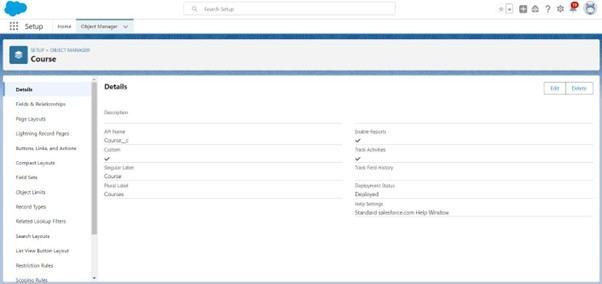 Search Setup
Setup
Home
Object Manager
SETUP > OBJECT MANAGER
Course
Details
Fields & Relationships
Page Layouts
Lightning Record Pages
Buttons, Links, and Actions
Compact Layouts
Field Sets
Object Limits
Record Types
Related Lookup Filters
Search Layouts
List View Button Layout
Restriction Rules
Scoping Rules
Details
Edit
Delete
Description
API Name
Course__c
Custom
✓
Singular Label
Course
Plural Label
Courses
Enable Reports
✓
Track Activities
✓
Track Field History
Deployment Status
Deployed
Help Settings
Standard salesforce.com Help Window